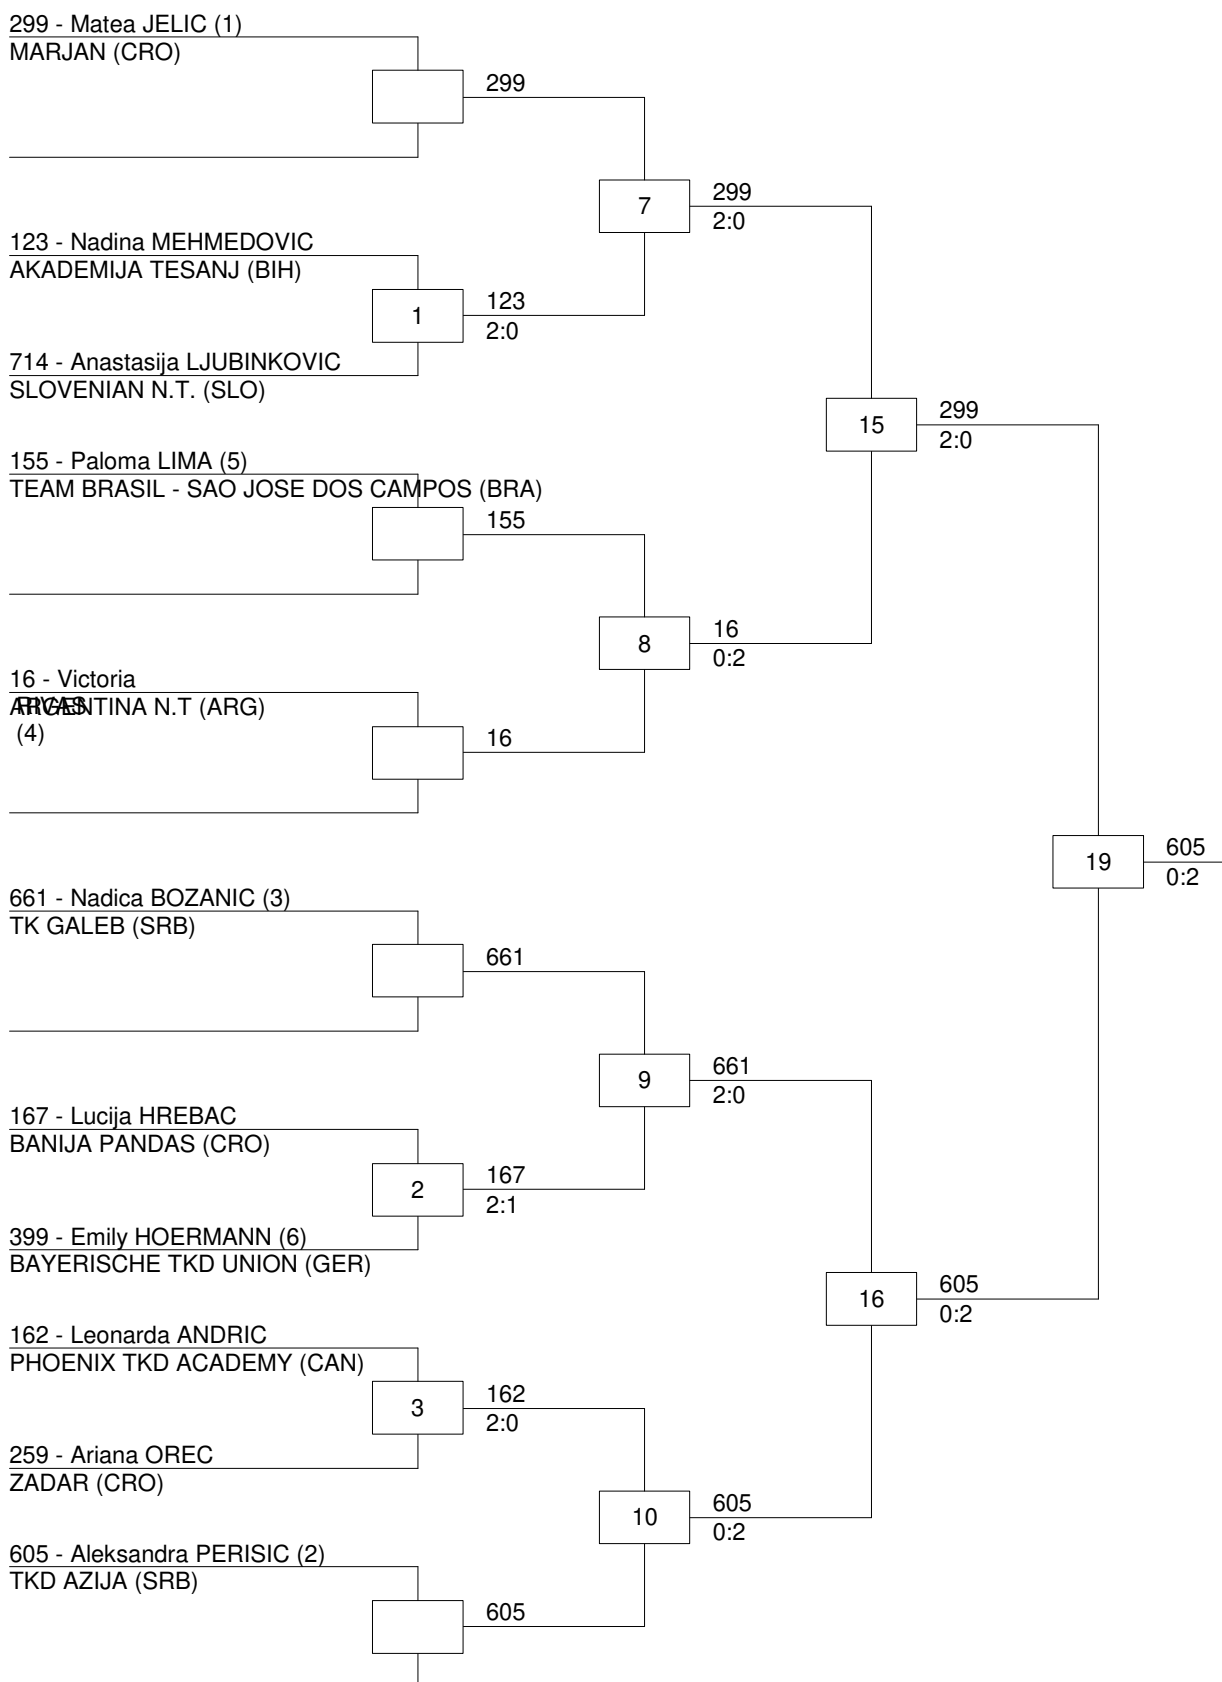 299 - Matea JELIC (1)
MARJAN (CRO)
299
7
299
2:0
123 - Nadina MEHMEDOVIC
AKADEMIJA TESANJ (BIH)
1
123
2:0
714 - Anastasija LJUBINKOVIC
SLOVENIAN N.T. (SLO)
15
299
2:0
155 - Paloma LIMA (5)
TEAM BRASIL - SAO JOSE DOS CAMPOS (BRA)
155
8
16
0:2
16 - Victoria
RIVAS
ARGENTINA N.T (ARG)
(4)
16
19
605
0:2
661 - Nadica BOZANIC (3)
TK GALEB (SRB)
661
9
661
2:0
167 - Lucija HREBAC
BANIJA PANDAS (CRO)
2
167
2:1
399 - Emily HOERMANN (6)
BAYERISCHE TKD UNION (GER)
16
605
0:2
162 - Leonarda ANDRIC
PHOENIX TKD ACADEMY (CAN)
3
162
2:0
259 - Ariana OREC
ZADAR (CRO)
10
605
0:2
605 - Aleksandra PERISIC (2)
TKD AZIJA (SRB)
605